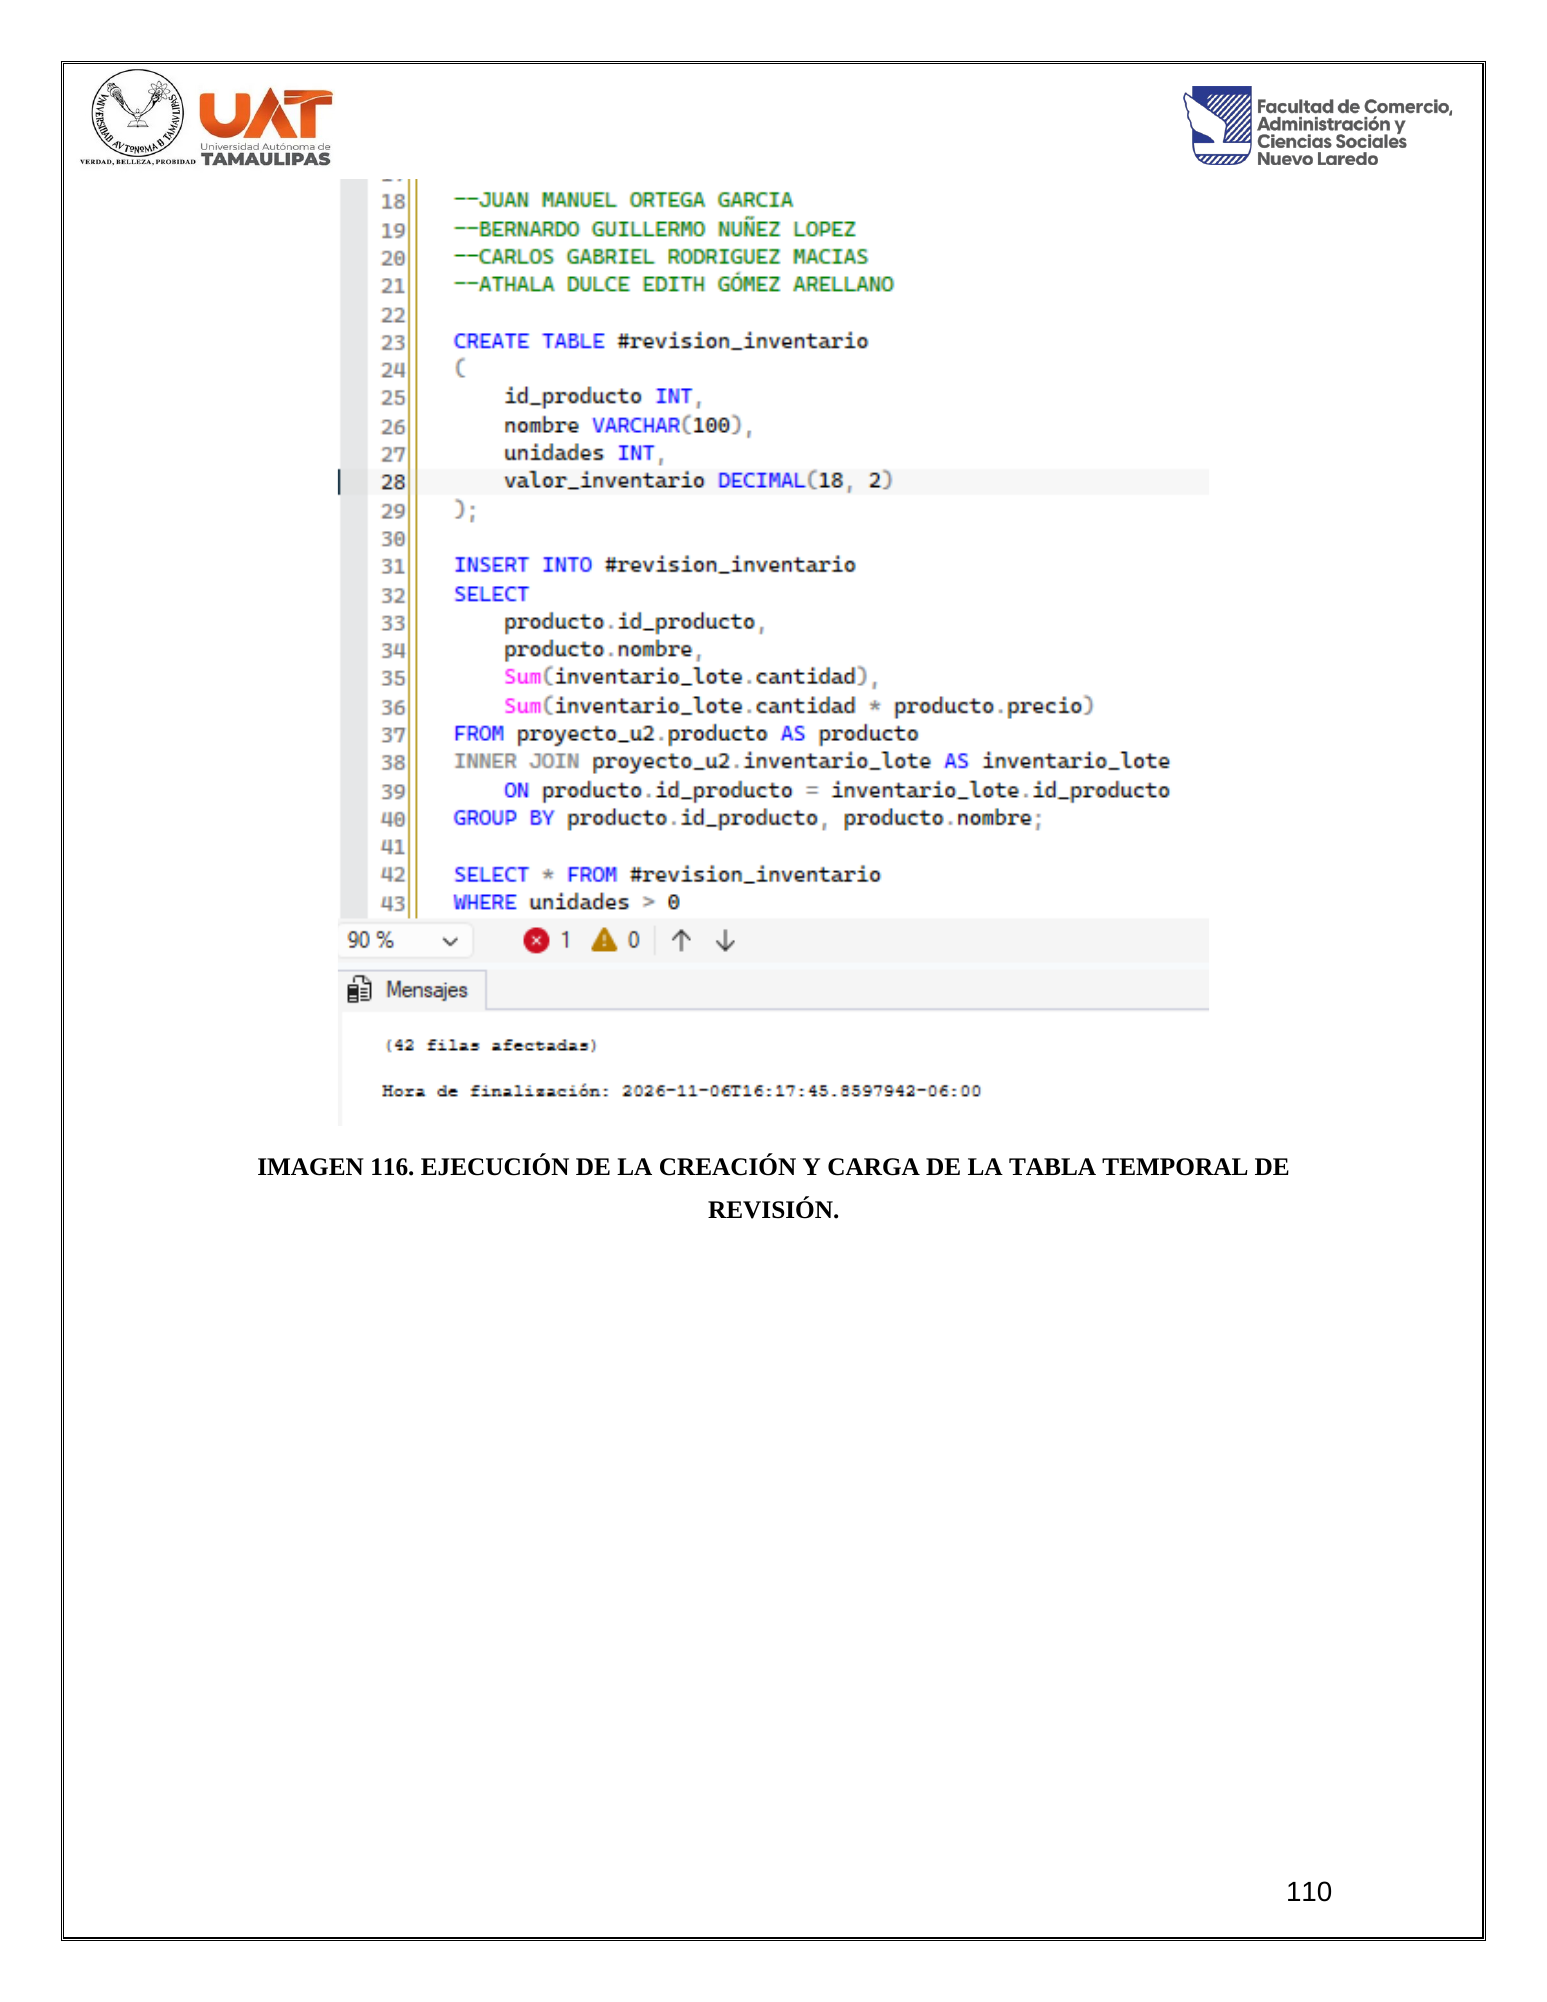 UNIVERSIDAD AVTONOMA D TAMAVLIPAS
VERDAD, BELLEZA, PROBIDAD
UAT
Universidad Autónoma de
TAMAULIPAS
Facultad de Comercio,
Administración y
Ciencias Sociales
Nuevo Laredo
18 --JUAN MANUEL ORTEGA GARCIA
19 --BERNARDO GUILLERMO NUÑEZ LOPEZ
20 --CARLOS GABRIEL RODRIGUEZ MACIAS
21 --ATHALA DULCE EDITH GÓMEZ ARELLANO
22
23 CREATE TABLE #revision_inventario
24 (
25 id_producto INT,
26 nombre VARCHAR(100),
27 unidades INT,
28 valor_inventario DECIMAL(18, 2)
29 );
30
31 INSERT INTO #revision_inventario
32 SELECT
33 producto.id_producto,
34 producto.nombre,
35 Sum(inventario_lote.cantidad),
36 Sum(inventario_lote.cantidad * producto.precio)
37 FROM proyecto_u2.producto AS producto
38 INNER JOIN proyecto_u2.inventario_lote AS inventario_lote
39 ON producto.id_producto = inventario_lote.id_producto
40 GROUP BY producto.id_producto, producto.nombre;
41
42 SELECT * FROM #revision_inventario
43 WHERE unidades > 0
90 % 1 0
Mensajes
(42 filas afectadas)
Hora de finalización: 2026-11-06T16:17:45.8597942-06:00
IMAGEN 116. EJECUCIÓN DE LA CREACIÓN Y CARGA DE LA TABLA TEMPORAL DE
REVISIÓN.
110